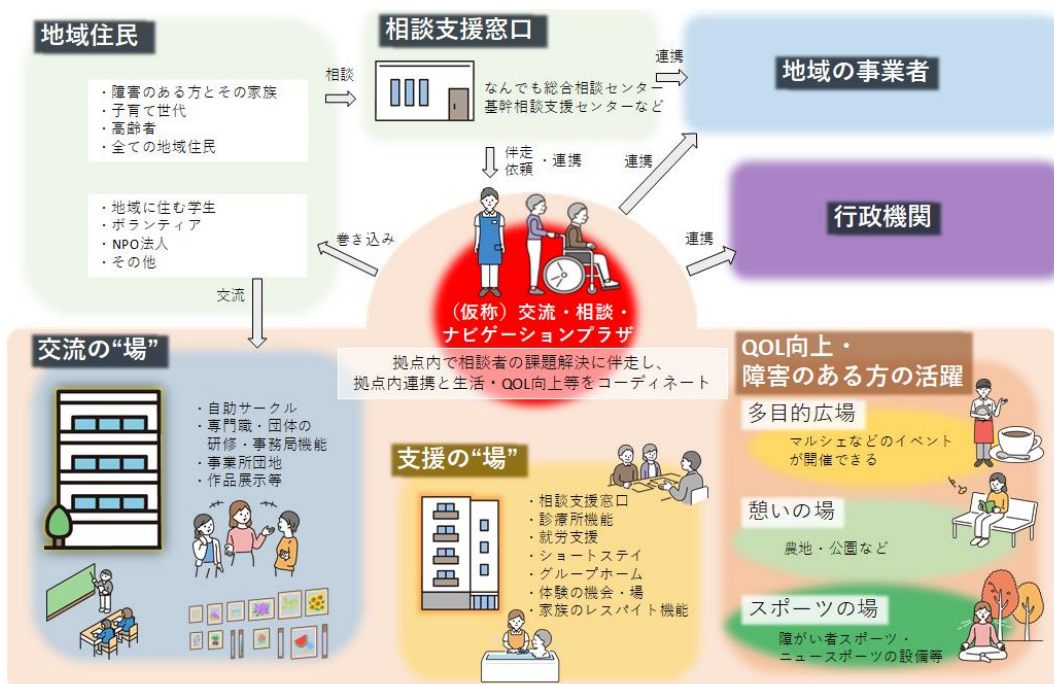 地域住民
・障害のある方とその家族
・子育て世代
・高齢者
・全ての地域住民
・地域に住む学生
・ボランティア
・NPO法人
・その他
相談
相談支援窓口
なんでも総合相談センター
基幹相談支援センターなど
連携
地域の事業者
伴走・連携
依頼
連携
行政機関
連携
巻き込み
交流
（仮称）交流・相談・
ナビゲーションプラザ
拠点内で相談者の課題解決に伴走し、
拠点内連携と生活・QOL向上等をコーディネート
交流の“場”
・自助サークル
・専門職・団体の
研修・事務局機能
・事業所団地
・作品展示等
支援の“場”
・相談支援窓口
・診療所機能
・就労支援
・ショートステイ
・グループホーム
・体験の機会・場
・家族のレスパイト機能
QOL向上・
障害のある方の活躍
多目的広場
マルシェなどのイベント
が開催できる
憩いの場
農地・公園など
スポーツの場
障がい者スポーツ・
ニュースポーツの設備等